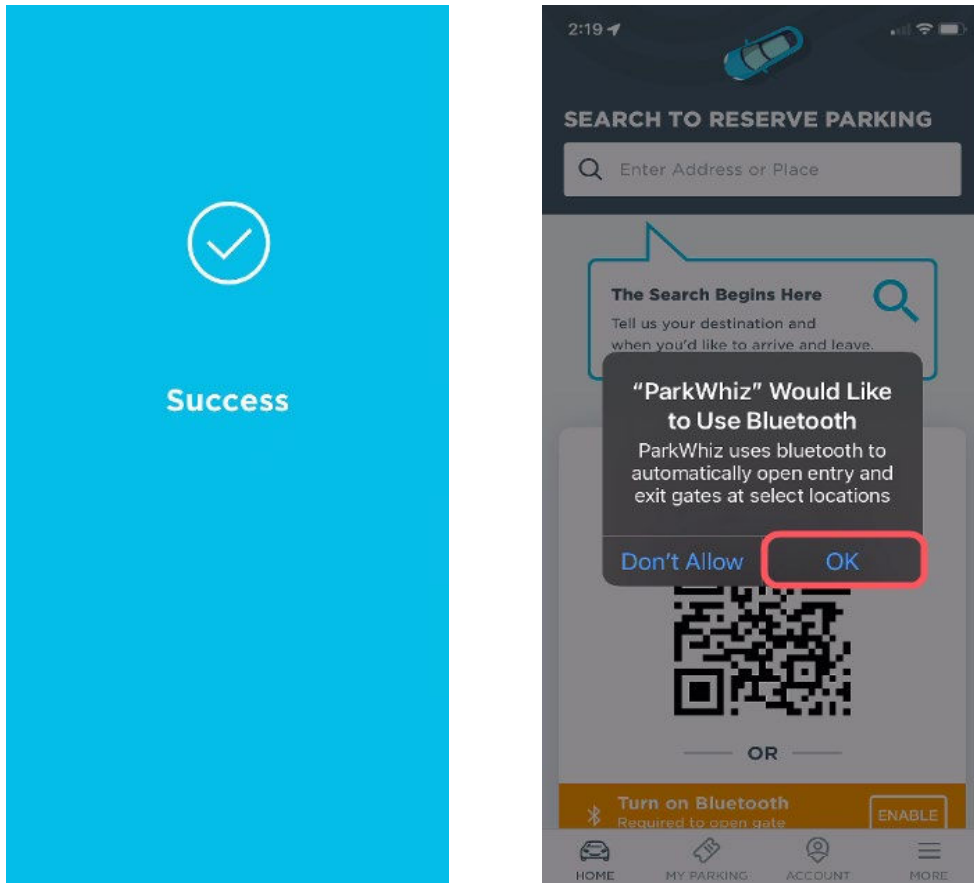 Success
2:19
SEARCH TO RESERVE PARKING
Enter Address or Place
The Search Begins Here
Tell us your destination and
when you'd like to arrive and leave.
“ParkWhiz” Would Like
to Use Bluetooth
ParkWhiz uses bluetooth to
automatically open entry and
exit gates at select locations
Don't Allow OK
OR
Turn on Bluetooth
Required to open gate
ENABLE
HOME MY PARKING ACCOUNT MORE